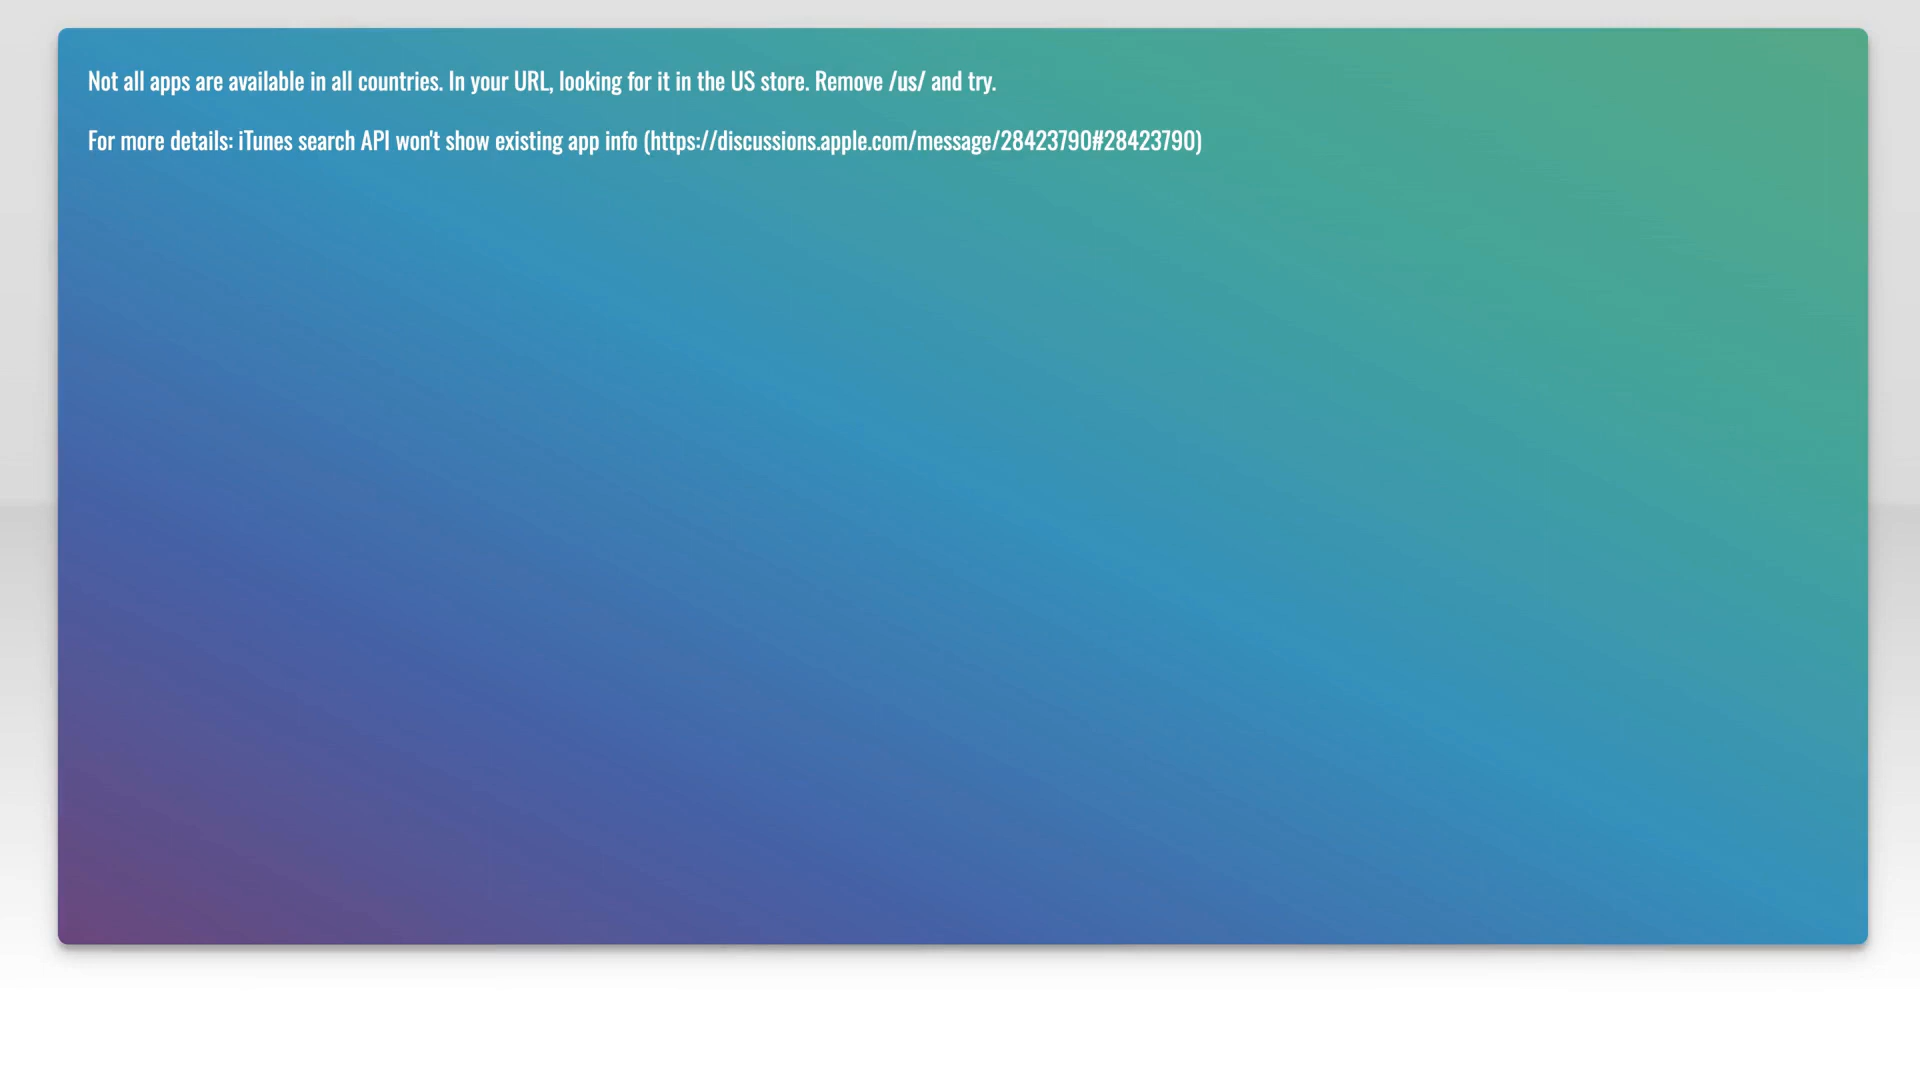 Not all apps are available in all countries. In your URL, looking for it in the US store. Remove /us/ and try.
For more details: iTunes search API won't show existing app info (https://discussions.apple.com/message/28423790#28423790)